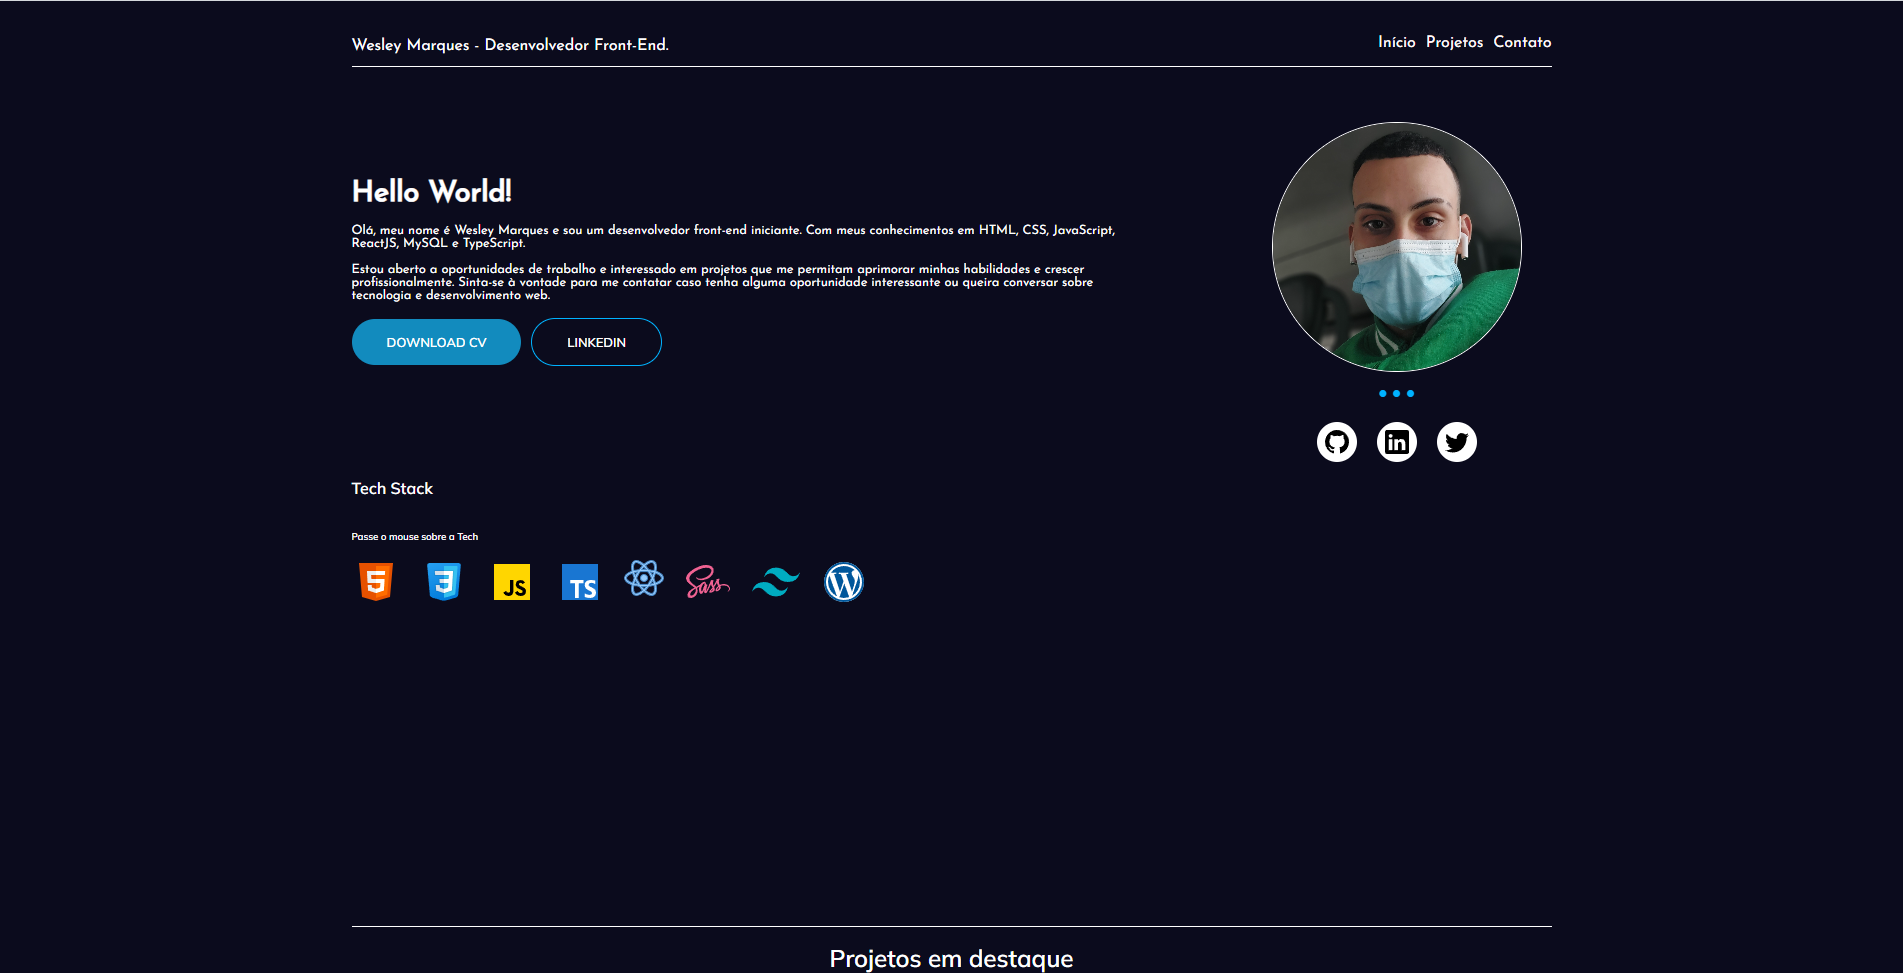 Wesley Marques - Desenvolvedor Front-End.
Início Projetos Contato
Hello World!
Olá, meu nome é Wesley Marques e sou um desenvolvedor front-end iniciante. Com meus conhecimentos em HTML, CSS, JavaScript,
ReactJS, MySQL e TypeScript.
Estou aberto a oportunidades de trabalho e interessado em projetos que me permitam aprimorar minhas habilidades e crescer
profissionalmente. Sinta-se à vontade para me contatar caso tenha alguma oportunidade interessante ou queira conversar sobre
tecnologia e desenvolvimento web.
DOWNLOAD CV LINKEDIN
in
Tech Stack
Passe o mouse sobre a Tech
5 3 JS TS Sass W
Projetos em destaque